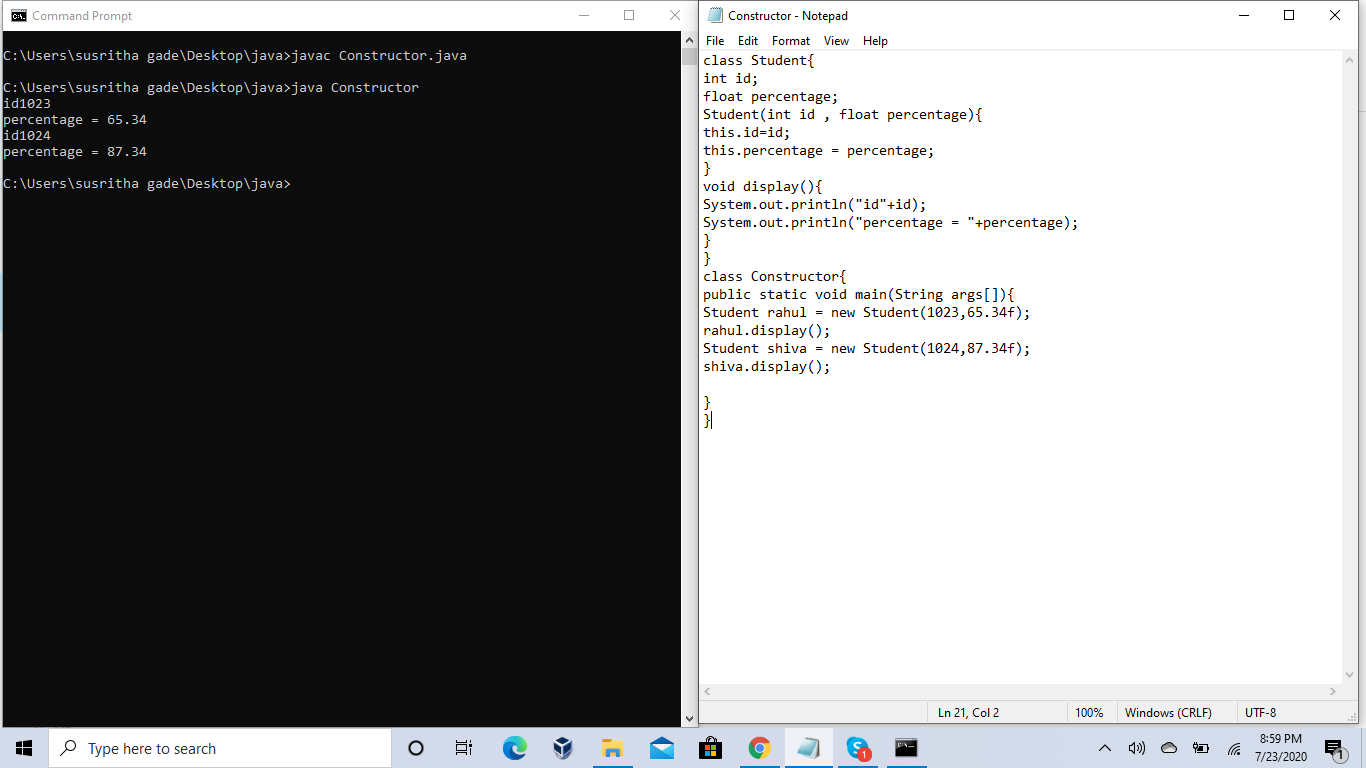 Command Prompt
C:\Users\susritha gade\Desktop\java>javac Constructor.java
C:\Users\susritha gade\Desktop\java>java Constructor
id1023
percentage = 65.34
id1024
percentage = 87.34
C:\Users\susritha gade\Desktop\java>
Constructor - Notepad
File Edit Format View Help
class Student{
int id;
float percentage;
Student(int id , float percentage){
this.id=id;
this.percentage = percentage;
}
void display(){
System.out.println("id"+id);
System.out.println("percentage = "+percentage);
}
}
class Constructor{
public static void main(String args[]){
Student rahul = new Student(1023,65.34f);
rahul.display();
Student shiva = new Student(1024,87.34f);
shiva.display();
}
}
Ln 21, Col 2 100% Windows (CRLF) UTF-8
Type here to search
1
8:59 PM
7/23/2020
1